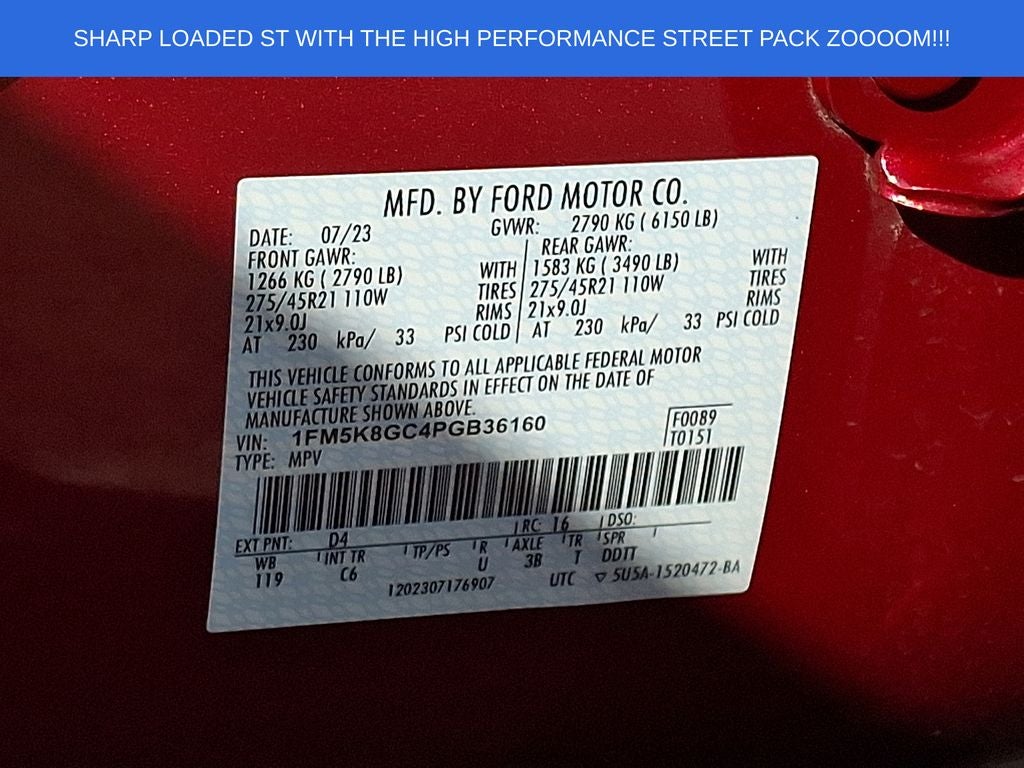 SHARP LOADED ST WITH THE HIGH PERFORMANCE STREET PACK ZOOOOM!!!
MFD. BY FORD MOTOR CO.
DATE: 07/23 GVWR: 2790 KG ( 6150 LB)
FRONT GAWR: REAR GAWR:
1266 KG ( 2790 LB) WITH 1583 KG ( 3490 LB) WITH
275/45R21 110W TIRES 275/45R21 110W TIRES
21x9.0J RIMS 21x9.0J RIMS
AT 230 kPa/ 33 PSI COLD AT 230 kPa/ 33 PSI COLD
THIS VEHICLE CONFORMS TO ALL APPLICABLE FEDERAL MOTOR
VEHICLE SAFETY STANDARDS IN EFFECT ON THE DATE OF
MANUFACTURE SHOWN ABOVE.
VIN: 1FM5K8GC4PGB36160 F0089
TYPE: MPV T0151
EXT PNT: D4 RC: 16 DSO:
WB INT TR TP/PS R AXLE TR SPR
119 C6 U 3B T DDTT
1202307176907 UTC ▽ 5U5A-1520472-BA